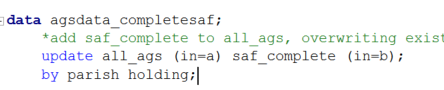 data agsdata_completesaf;
*add saf_complete to all_ags, overwriting exist
update all_ags (in=a) saf_complete (in=b);
by parish holding;